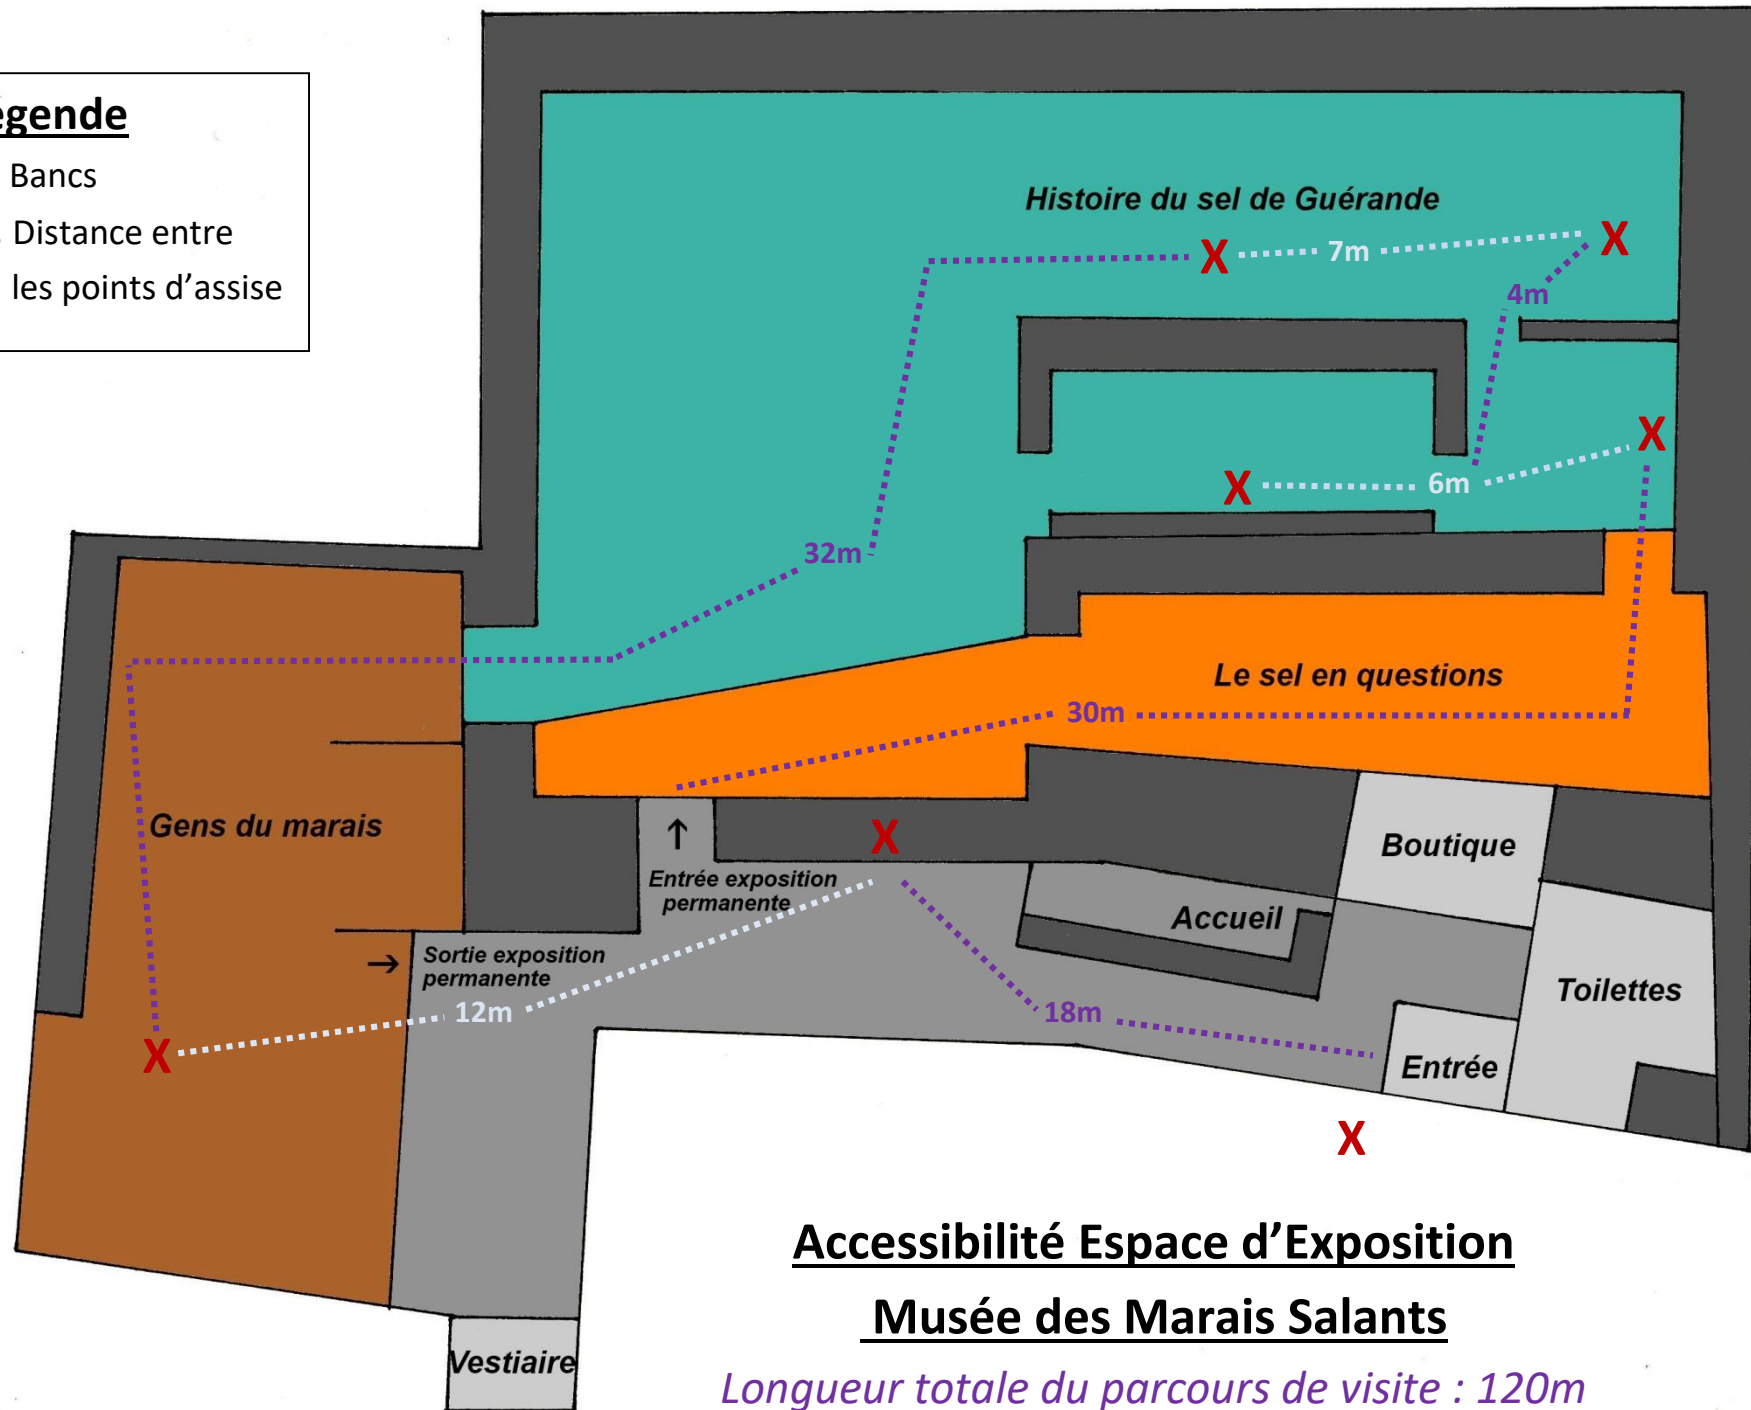 égende
Bancs
Distance entre
les points d’assise
Histoire du sel de Guérande
X
7m
X
4m
X
X
6m
32m
Le sel en questions
30m
Gens du marais
X
Boutique
Entrée exposition
permanente
Accueil
Sortie exposition
permanente
Toilettes
12m
18m
X
Entrée
X
Accessibilité Espace d’Exposition
Musée des Marais Salants
Vestiaire
Longueur totale du parcours de visite : 120m